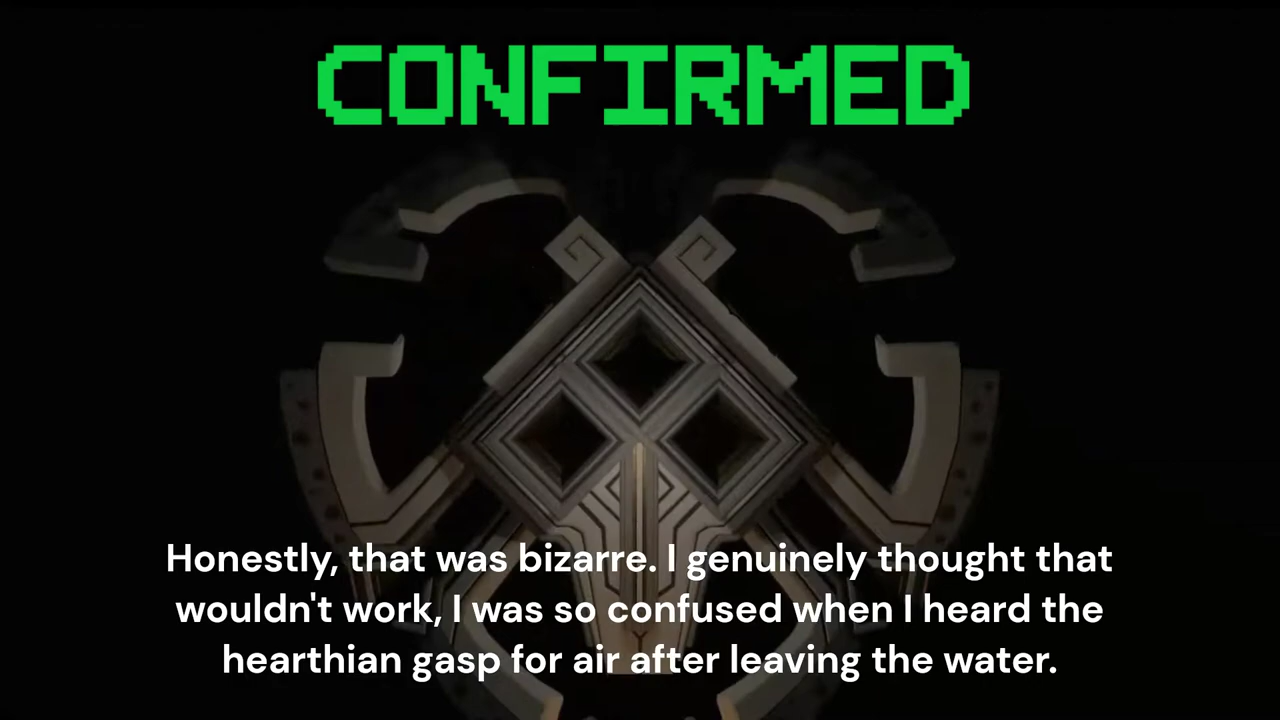 CONFIRMED
Honestly, that was bizarre. I genuinely thought that
wouldn't work, I was so confused when I heard the
hearthian gasp for air after leaving the water.